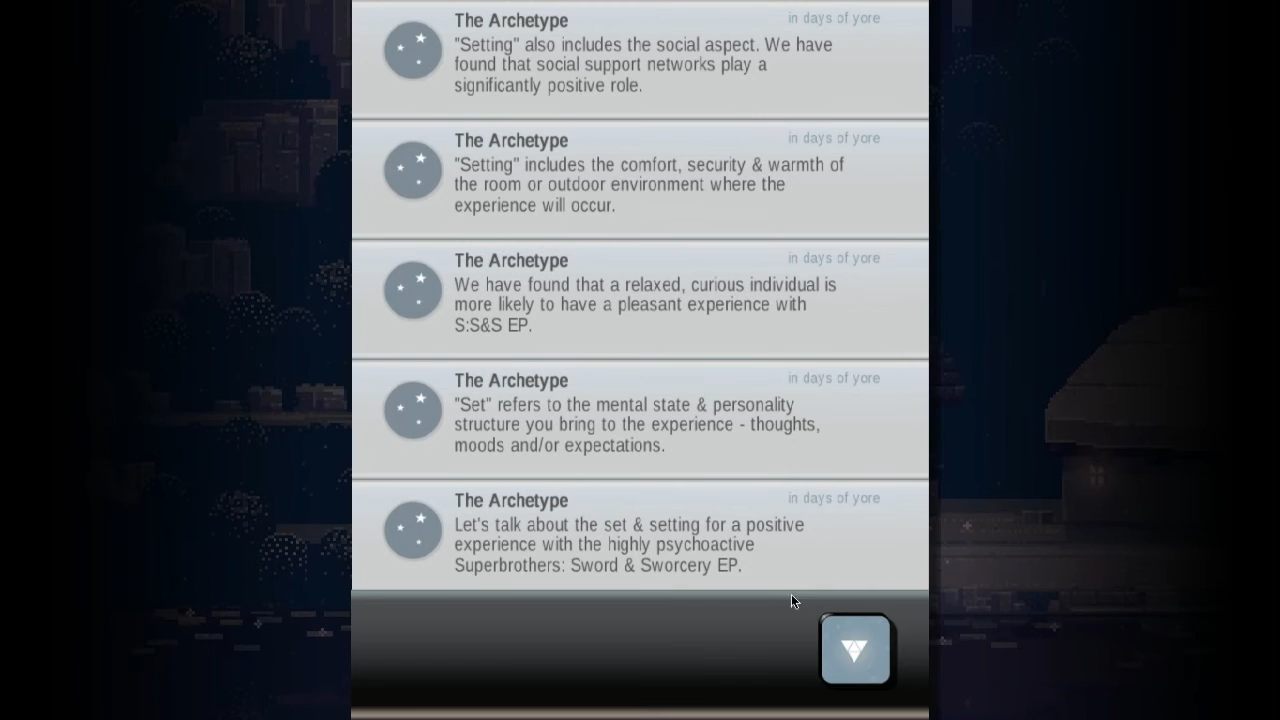 The Archetype
in days of yore
"Setting" also includes the social aspect. We have
found that social support networks play a
significantly positive role.
The Archetype
in days of yore
"Setting" includes the comfort, security & warmth of
the room or outdoor environment where the
experience will occur.
The Archetype
in days of yore
We have found that a relaxed, curious individual is
more likely to have a pleasant experience with
S:S&S EP.
The Archetype
in days of yore
"Set" refers to the mental state & personality
structure you bring to the experience - thoughts,
moods and/or expectations.
The Archetype
in days of yore
Let's talk about the set & setting for a positive
experience with the highly psychoactive
Superbrothers: Sword & Sworcery EP.